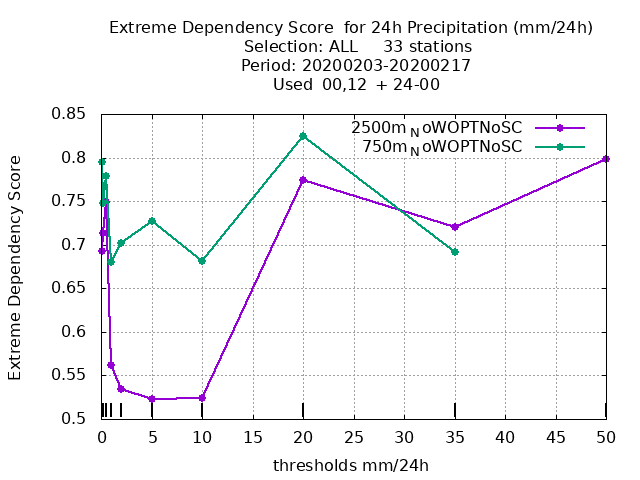 Extreme Dependency Score  for 24h Precipitation (mm/24h)
Selection: ALL     33 stations
Period: 20200203-20200217
Used  00,12  + 24-00
2500m_NoWOPTNoSC
750m_NoWOPTNoSC
0.85
0.8
0.75
0.7
0.65
0.6
0.55
0.5
Extreme Dependency Score
0 5 10 15 20 25 30 35 40 45 50
thresholds mm/24h